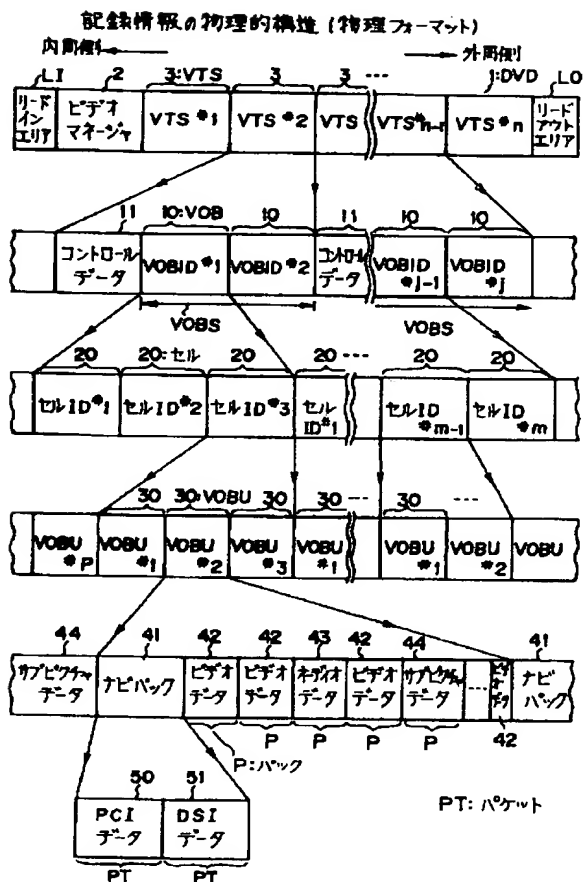 記録情報の物理的構造(物理フォーマット)
内周側 外周側
LI 2 3:VTS 3 3 ... 1:DVD LO
リードインエリア ビデオマネージャ VTS#1 VTS#2 VTS VTS#n-1 VTS#n リードアウトエリア
11 10:VOB 10 11 10 10
コントロールデータ VOBID#1 VOBID#2 コントロールデータ VOBID#j-1 VOBID#j
VOBS VOBS
20 20:セル 20 20 ... 20 20
セルID#1 セルID#2 セルID#3 セルID#1 セルID#m-1 セルID#m
30 30:VOBU 30 30 ... 30 ...
VOBU#P VOBU#1 VOBU#2 VOBU#3 VOBU#1 VOBU#1 VOBU#2 VOBU
44 41 42 42 43 42 44 41
サブピクチャデータ ナビパック ビデオデータ ビデオデータ オーディオデータ ビデオデータ サブピクチャデータ ... ビデオデータ ナビパック
P P P P 42
P:パック
50 51
PCIデータ DSIデータ
PT PT
PT:パケット